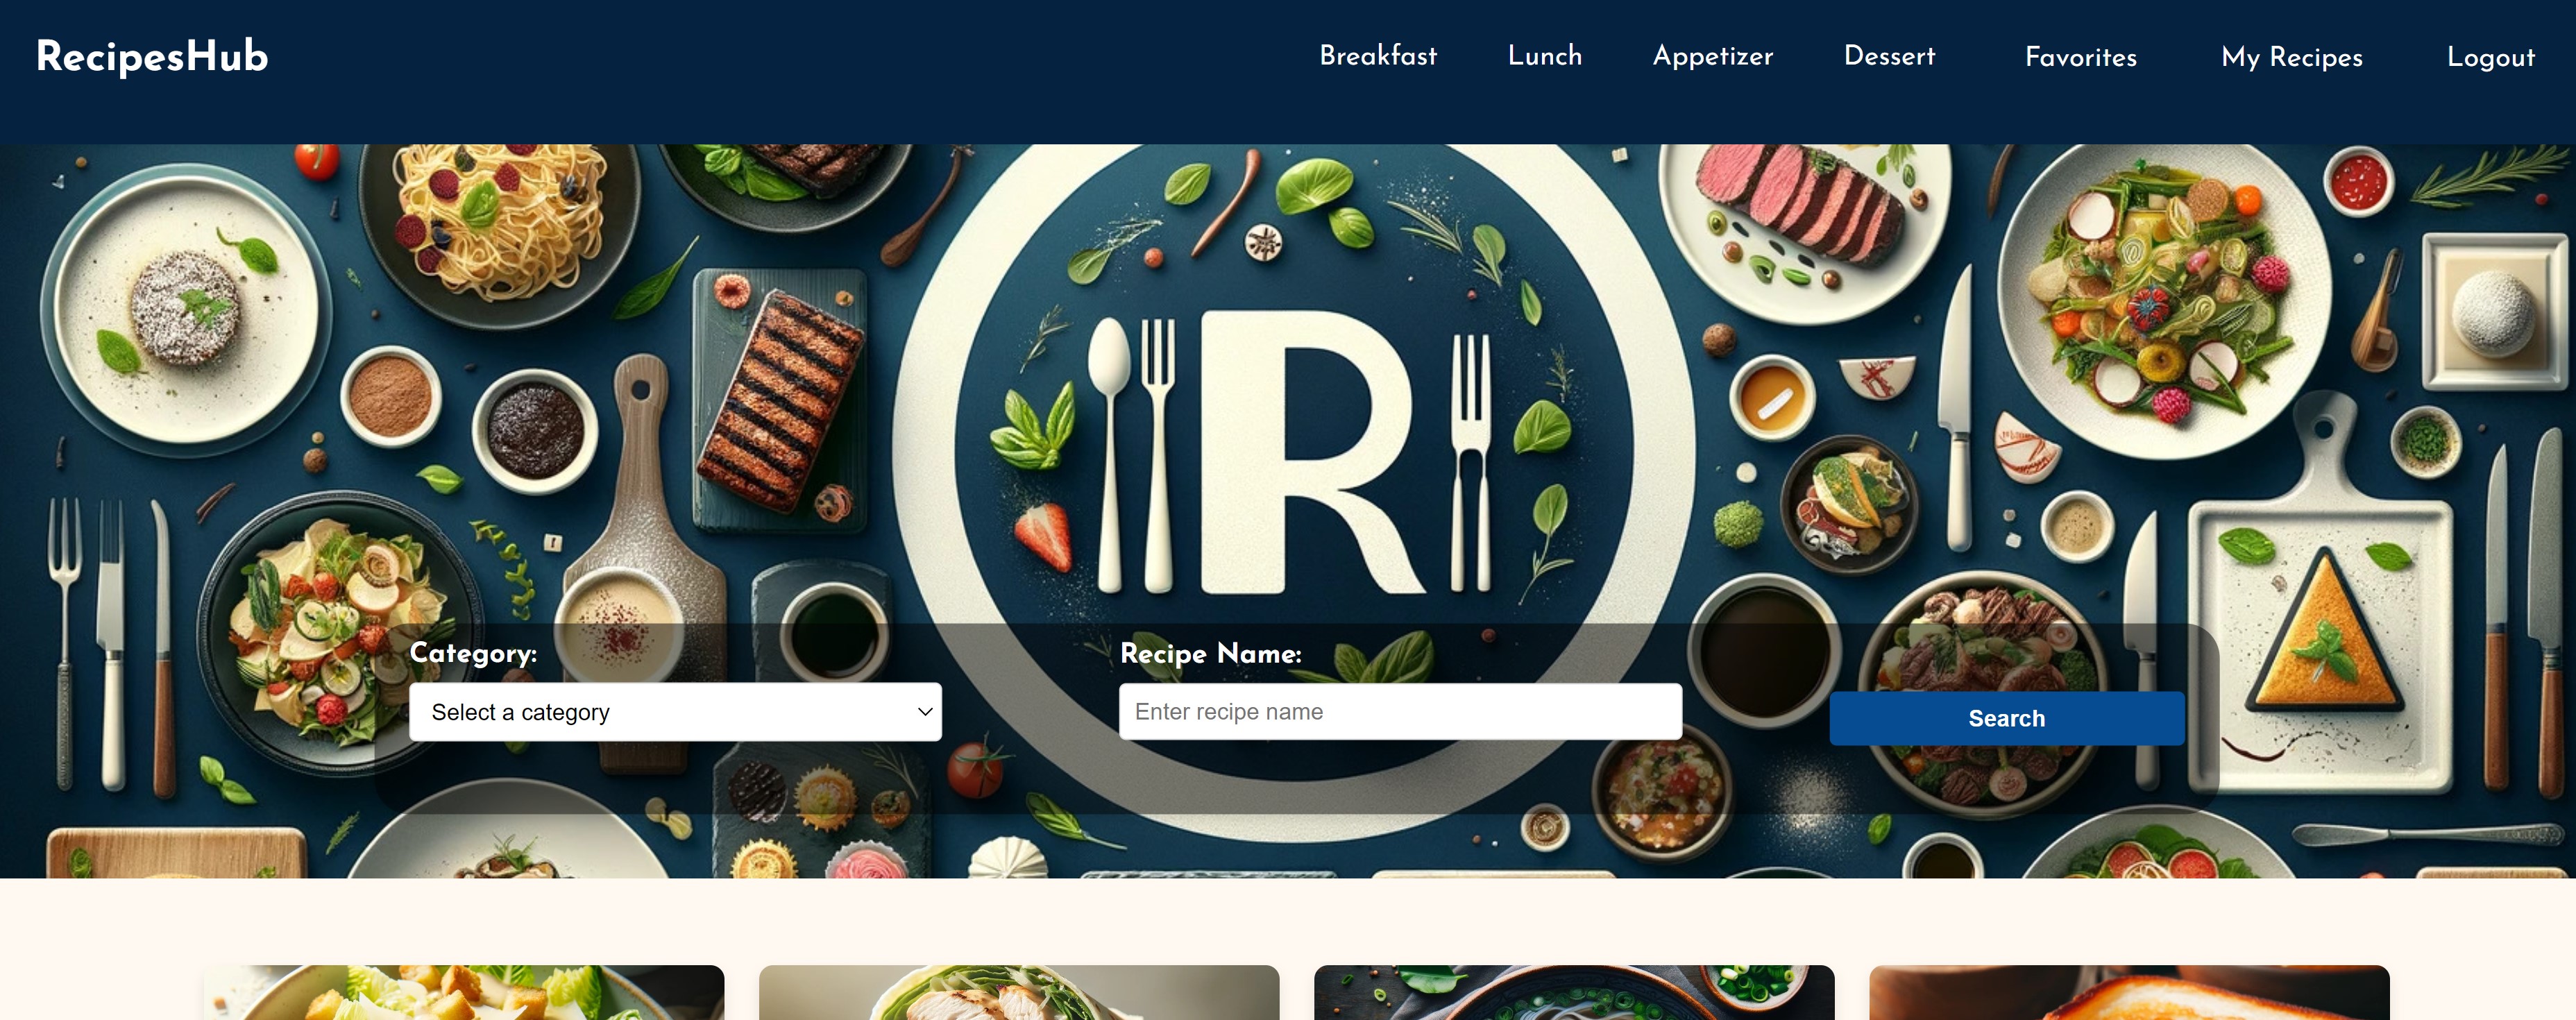 RecipesHub
Breakfast Lunch Appetizer Dessert Favorites My Recipes Logout
R
Category: Recipe Name:
Select a category Enter recipe name Search